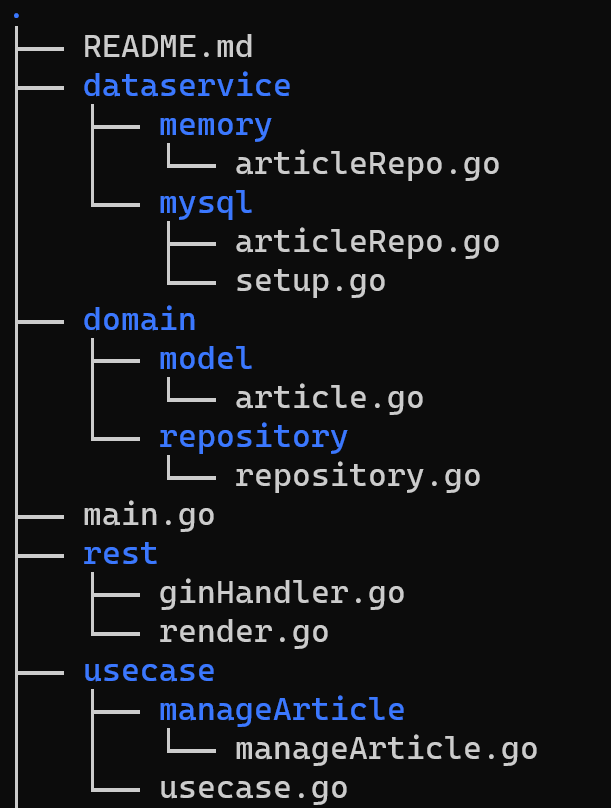 .
README.md
dataservice
memory
articleRepo.go
mysql
articleRepo.go
setup.go
domain
model
article.go
repository
repository.go
main.go
rest
ginHandler.go
render.go
usecase
manageArticle
manageArticle.go
usecase.go